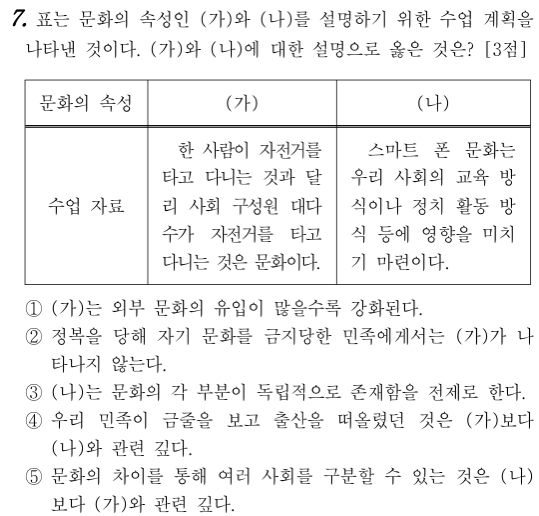 7. 표는 문화의 속성인 (가)와 (나)를 설명하기 위한 수업 계획을
나타낸 것이다. (가)와 (나)에 대한 설명으로 옳은 것은? [3점]
문화의 속성 (가) (나)
수업 자료
한 사람이 자전거를
타고 다니는 것과 달
리 사회 구성원 대다
수가 자전거를 타고
다니는 것은 문화이다.
스마트 폰 문화는
우리 사회의 교육 방
식이나 정치 활동 방
식 등에 영향을 미치
기 마련이다.
① (가)는 외부 문화의 유입이 많을수록 강화된다.
② 정복을 당해 자기 문화를 금지당한 민족에게서는 (가)가 나
타나지 않는다.
③ (나)는 문화의 각 부분이 독립적으로 존재함을 전제로 한다.
④ 우리 민족이 금줄을 보고 출산을 떠올렸던 것은 (가)보다
(나)와 관련 깊다.
⑤ 문화의 차이를 통해 여러 사회를 구분할 수 있는 것은 (나)
보다 (가)와 관련 깊다.